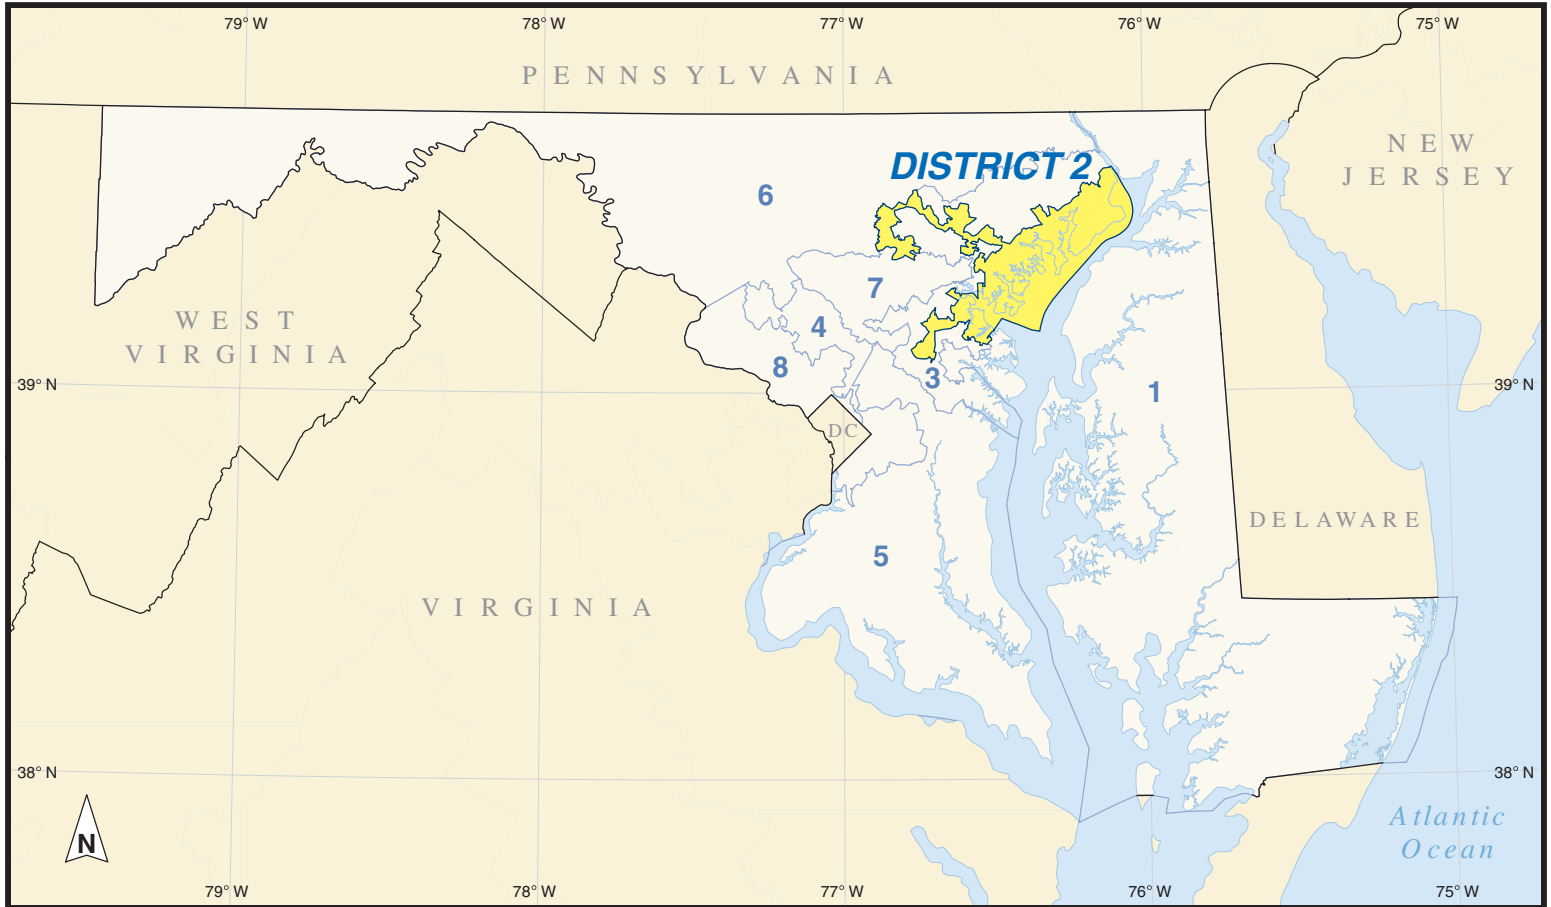 79° W 78° W 77° W 76° W 75° W
PENNSYLVANIA
NEW
JERSEY
DISTRICT 2
6
7
WEST
VIRGINIA
4
8
3
39° N
39° N
1
DC
DELAWARE
5
VIRGINIA
38° N
38° N
Atlantic
Ocean
N
79° W 78° W 77° W 76° W 75° W